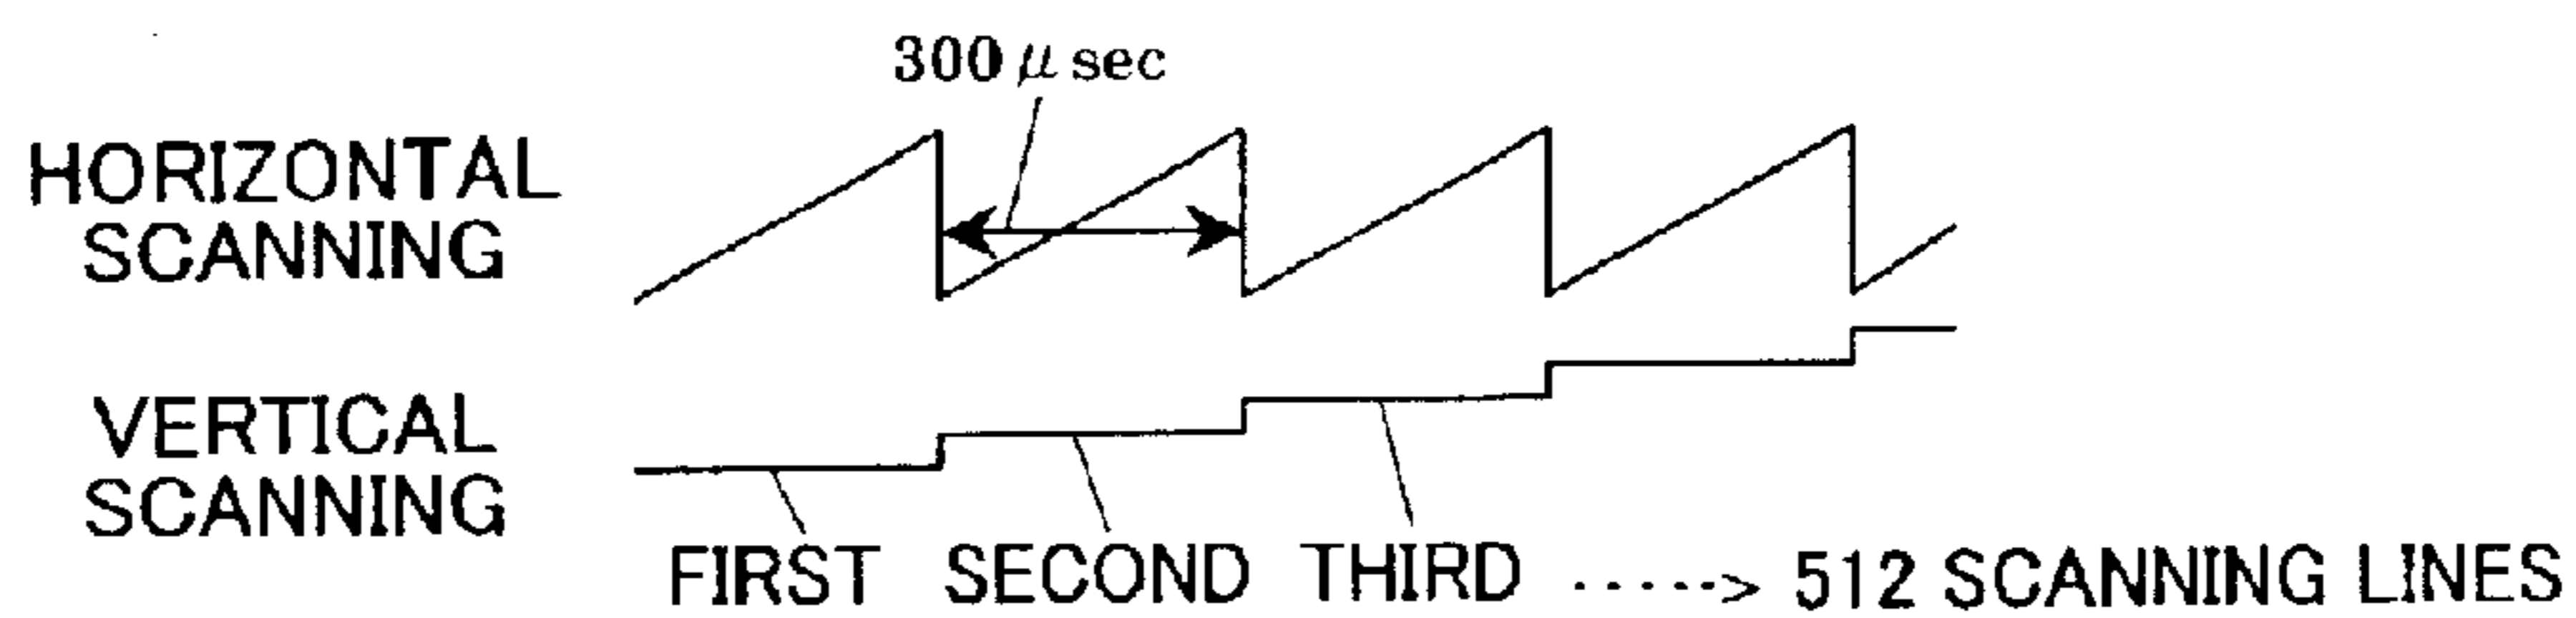 300 μ sec
HORIZONTAL
SCANNING
VERTICAL
SCANNING
FIRST SECOND THIRD -----> 512 SCANNING LINES